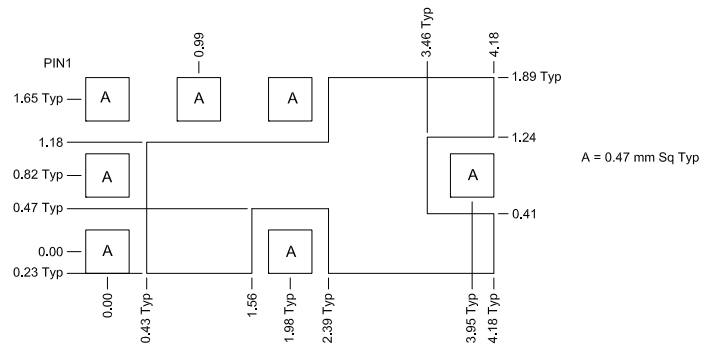 0.99
3.46 Typ
4.18
PIN1
1.89 Typ
1.65 Typ
A
A
A
1.18
1.24
A = 0.47 mm Sq Typ
0.82 Typ
A
A
0.47 Typ
0.41
0.00
A
A
0.23 Typ
0.00
0.43 Typ
1.56
1.98 Typ
2.39 Typ
3.95 Typ
4.18 Typ